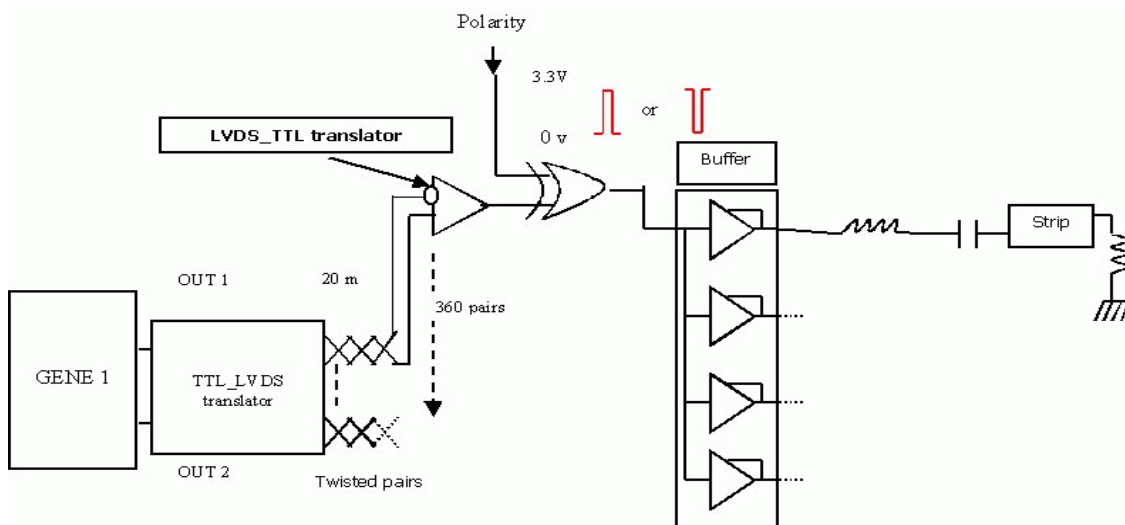 Polarity
3.3V
or
0 v
LVDS_TTL translator
Buffer
Strip
20 m
OUT 1
360 pairs
GENE 1
TTL_LVDS
translator
OUT 2
Twisted pairs